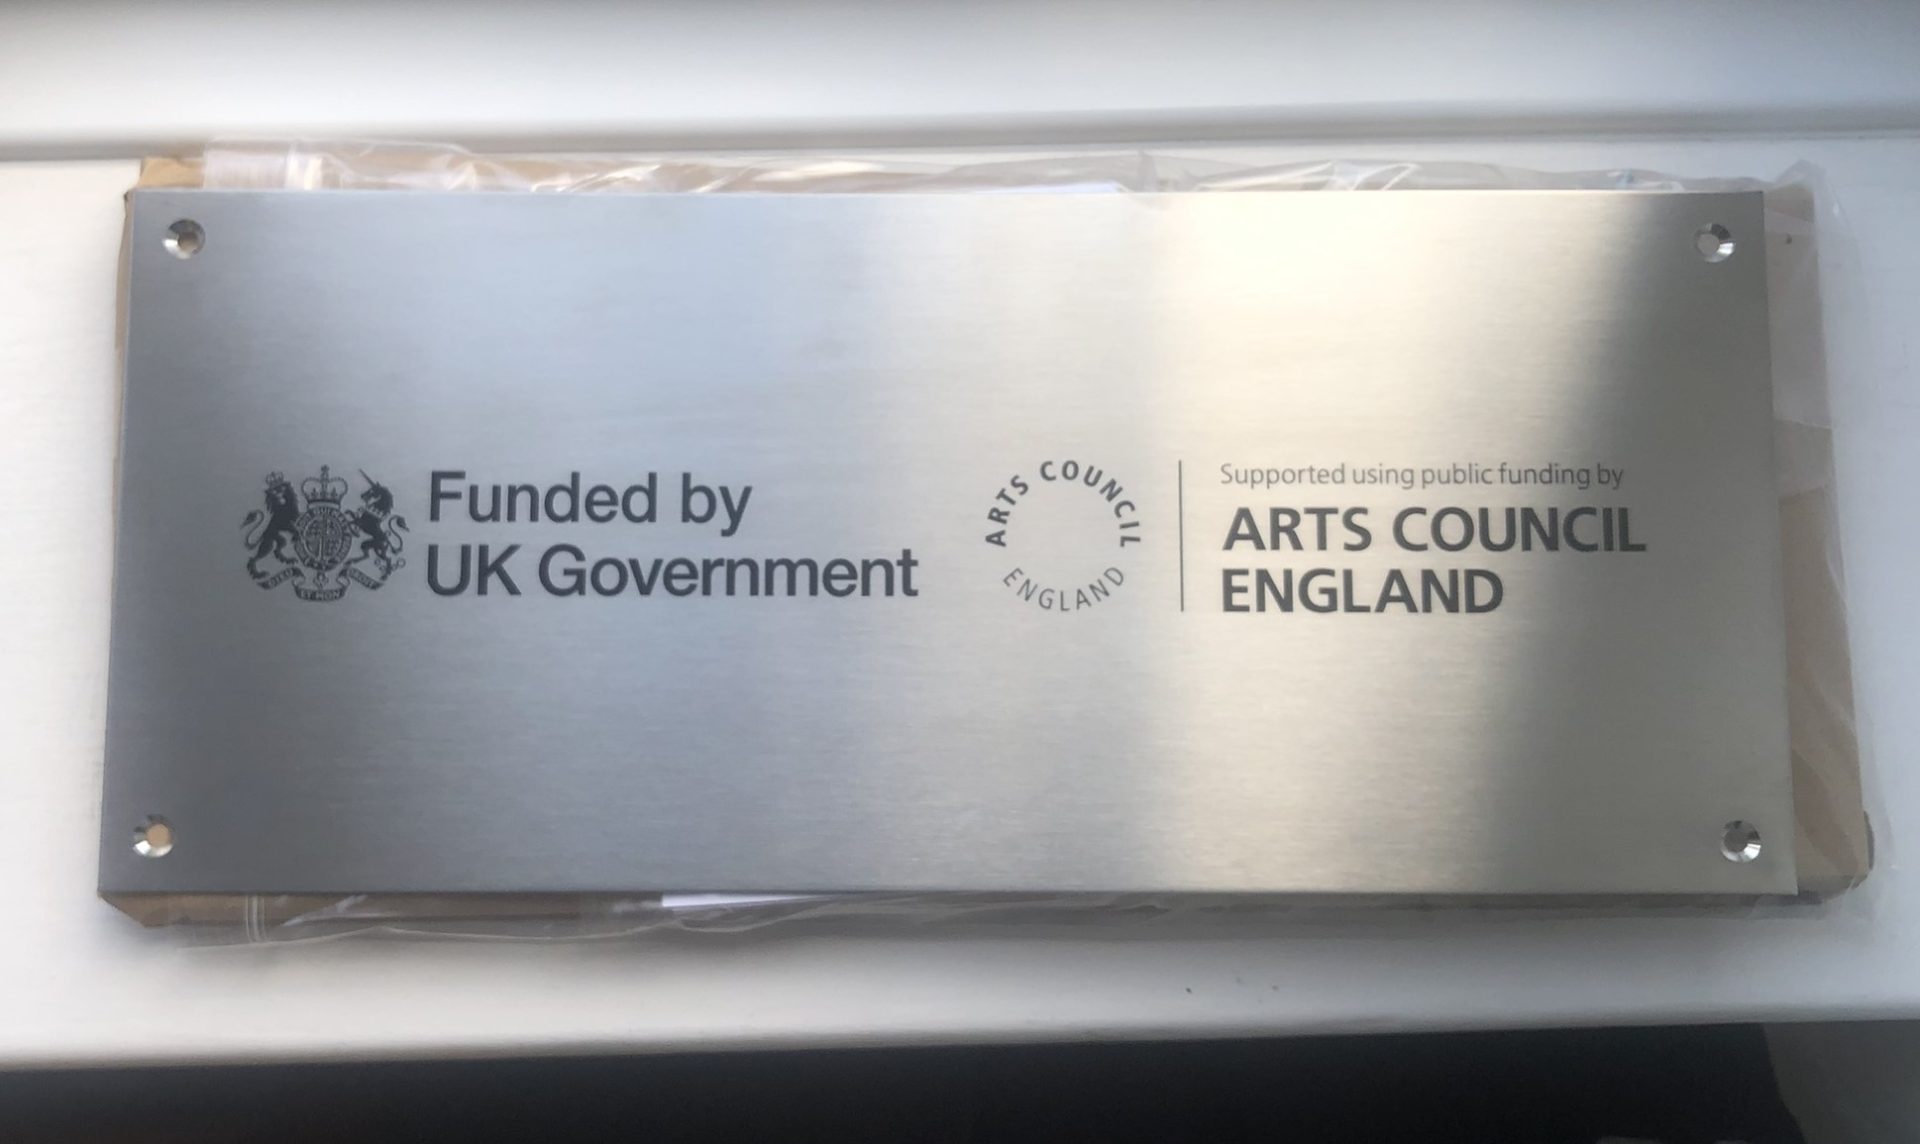 Funded by
UK Government
ARTS COUNCIL
ENGLAND
Supported using public funding by
ARTS COUNCIL
ENGLAND